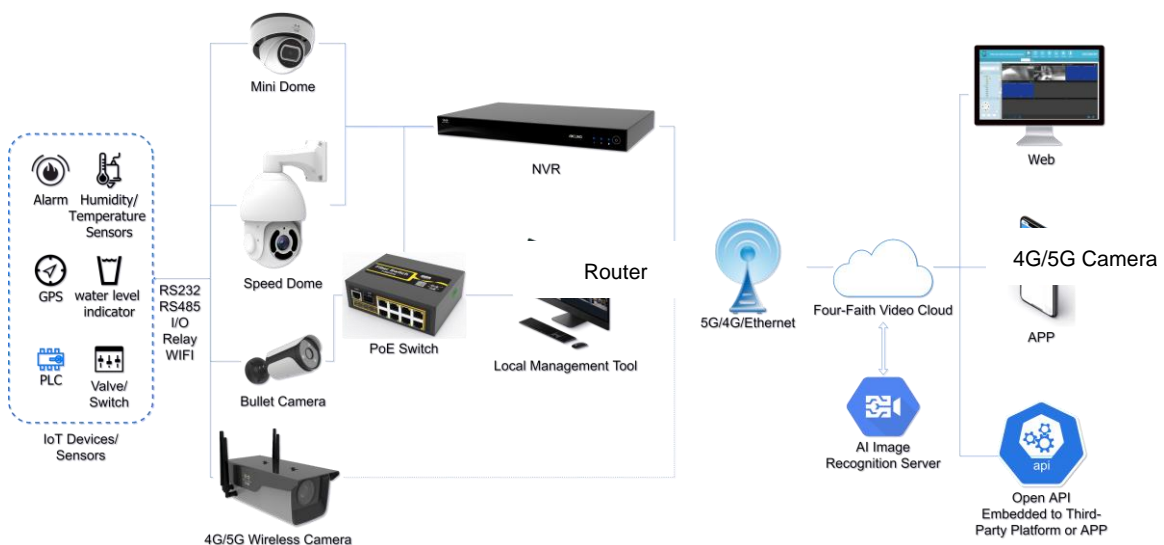 Mini Dome
NVR
Web
Alarm
Humidity/
Temperature
Sensors
GPS
water level
indicator
PLC
Valve/
Switch
IoT Devices/
Sensors
RS232
RS485
I/O
Relay
WIFI
Speed Dome
PoE Switch
Router
Local Management Tool
Bullet Camera
4G/5G Wireless Camera
5G/4G/Ethernet
Four-Faith Video Cloud
4G/5G Camera
APP
AI Image
Recognition Server
api
Open API
Embedded to Third-
Party Platform or APP